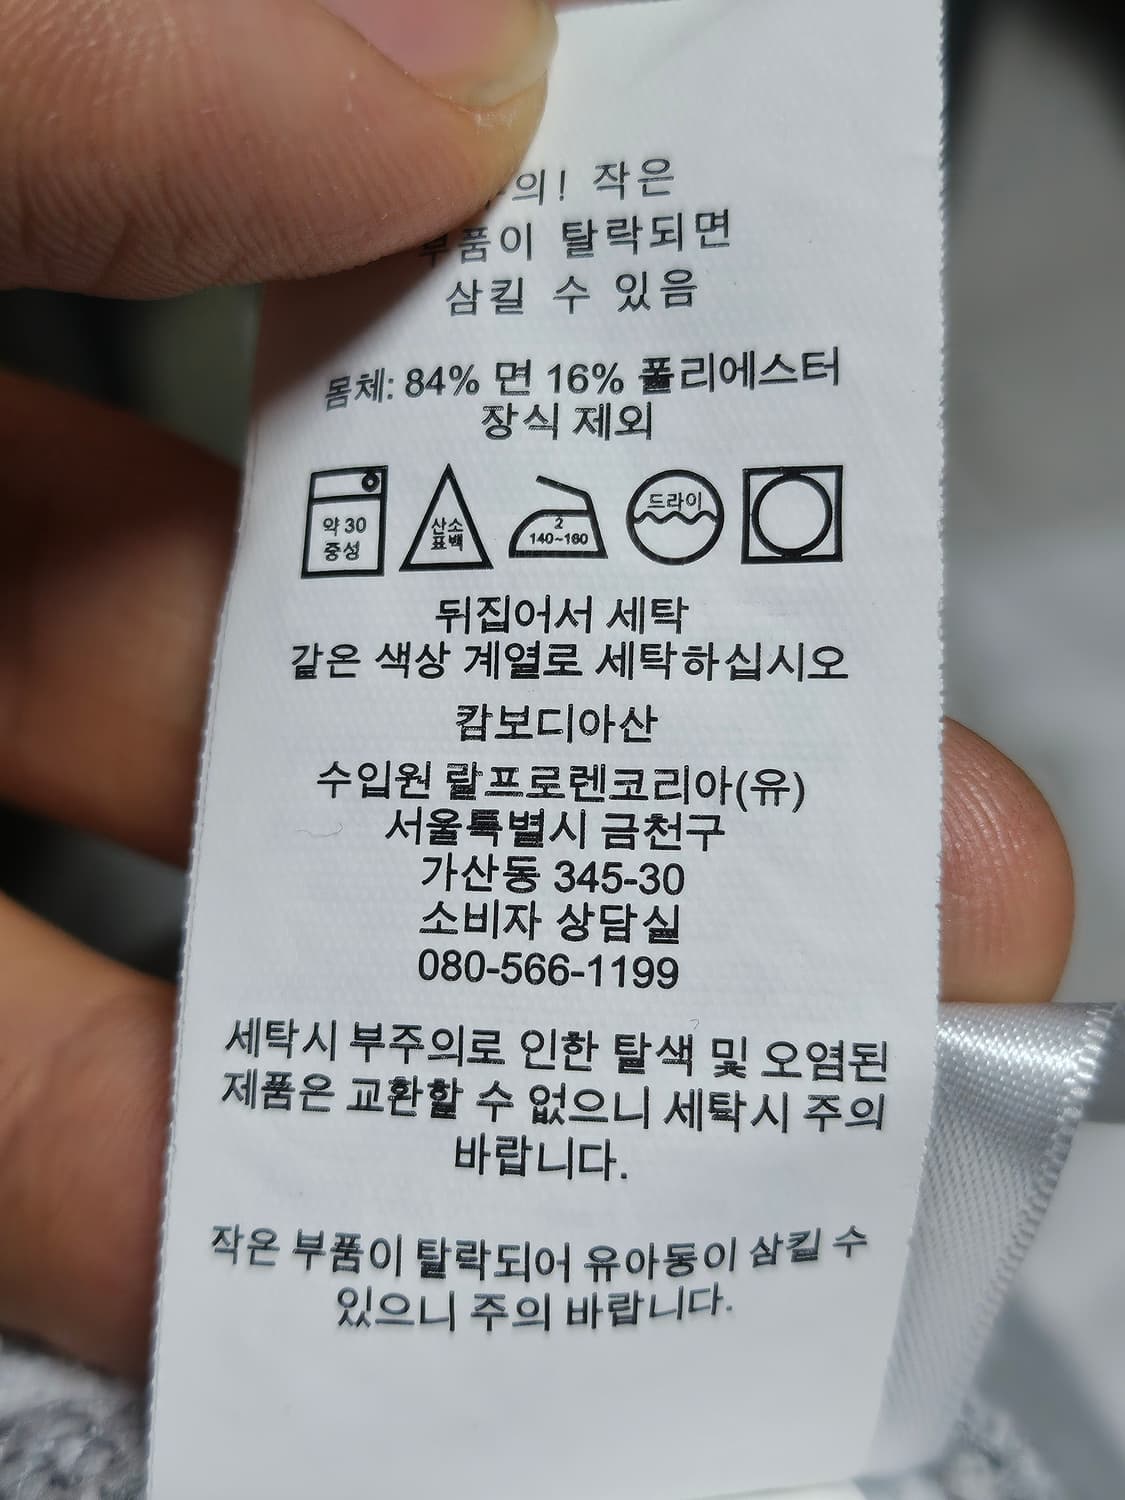 의! 작은
부품이 탈락되면
삼킬 수 있음
몸체: 84% 면 16% 폴리에스터
장식 제외
약 30
중성
산소
표백
2
140~160
드라이
뒤집어서 세탁
같은 색상 계열로 세탁하십시오
캄보디아산
수입원 랄프로렌코리아(유)
서울특별시 금천구
가산동 345-30
소비자 상담실
080-566-1199
세탁시 부주의로 인한 탈색 및 오염된
제품은 교환할 수 없으니 세탁시 주의
바랍니다.
작은 부품이 탈락되어 유아동이 삼킬 수
있으니 주의 바랍니다.